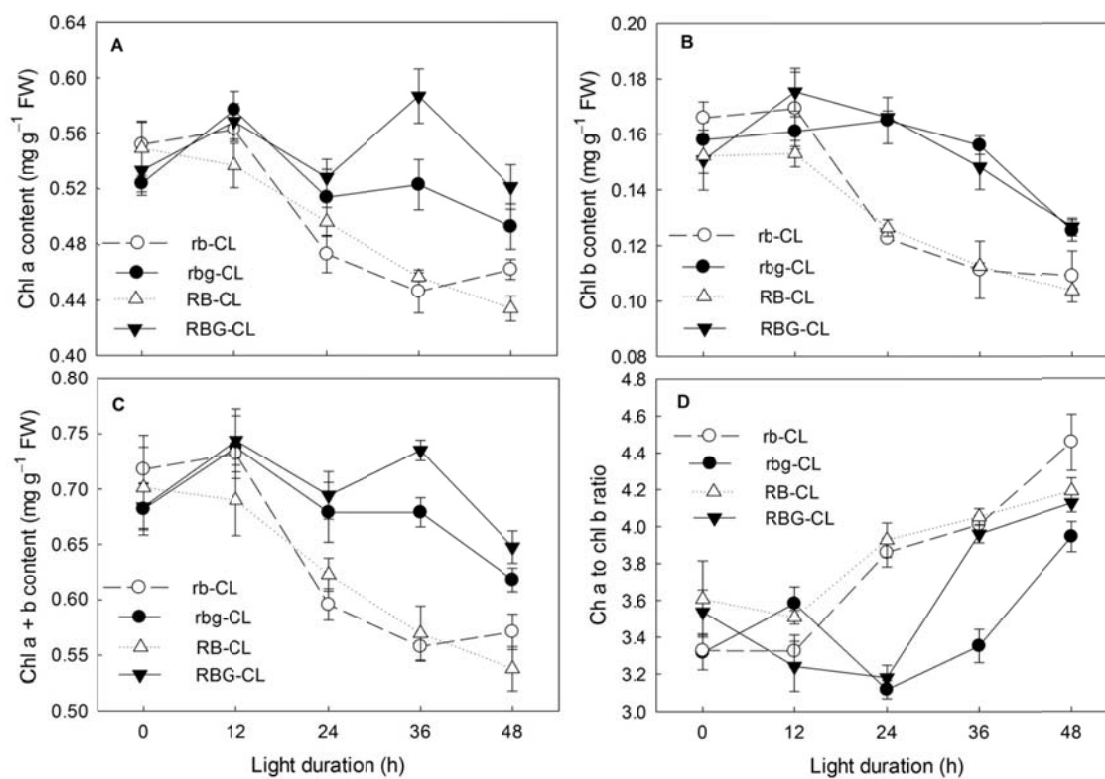 A
Chl a content (mg g⁻¹ FW)
0.64
0.60
0.56
0.52
0.48
0.44
0.40
rb-CL
rbg-CL
RB-CL
RBG-CL
B
Chl b content (mg g⁻¹ FW)
0.20
0.18
0.16
0.14
0.12
0.10
0.08
rb-CL
rbg-CL
RB-CL
RBG-CL
C
Chl a + b content (mg g⁻¹ FW)
0.80
0.75
0.70
0.65
0.60
0.55
0.50
rb-CL
rbg-CL
RB-CL
RBG-CL
0 12 24 36 48
Light duration (h)
D
Ch a to chl b ratio
4.8
4.6
4.4
4.2
4.0
3.8
3.6
3.4
3.2
3.0
rb-CL
rbg-CL
RB-CL
RBG-CL
0 12 24 36 48
Light duration (h)